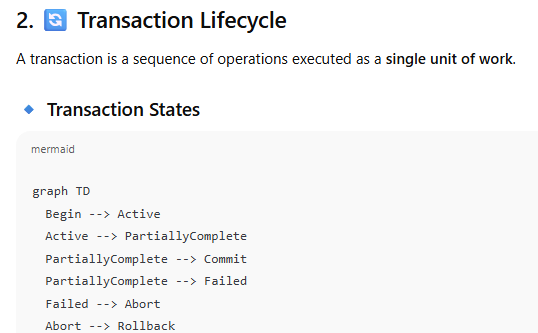 2. 🔄 Transaction Lifecycle
A transaction is a sequence of operations executed as a single unit of work.
🔹 Transaction States
mermaid
graph TD
Begin --> Active
Active --> PartiallyComplete
PartiallyComplete --> Commit
PartiallyComplete --> Failed
Failed --> Abort
Abort --> Rollback